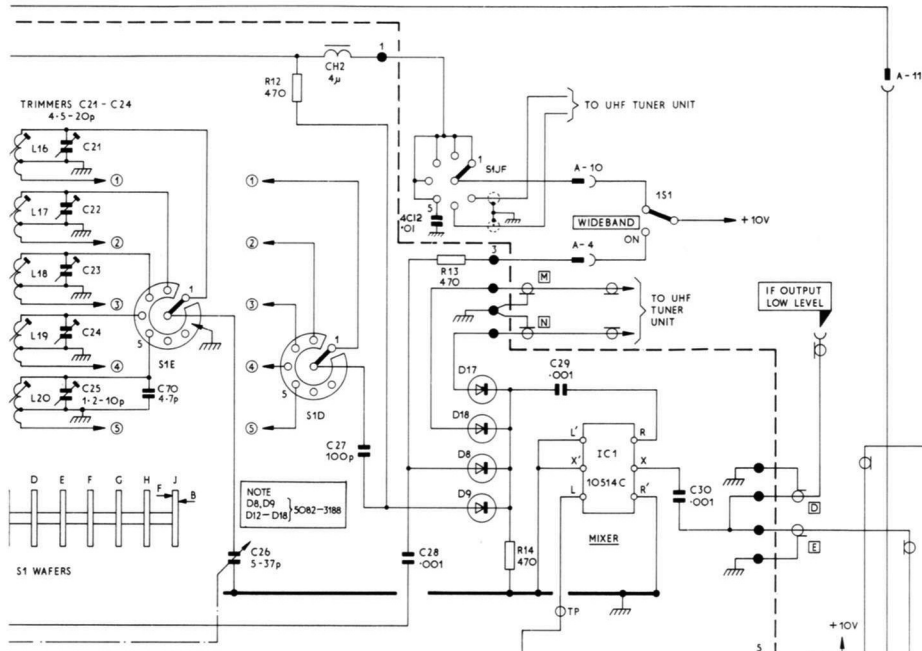 1
CH2
4μ
R12
470
A-11
TRIMMERS C21 - C24
4·5-20p
TO UHF TUNER UNIT
L16
C21
1
S1JF
A-10
①
①
1S1
L17
C22
5
4C12
·01
WIDEBAND
+10V
ON
②
②
3
A-4
L18
C23
R13
470
M
IF OUTPUT
LOW LEVEL
③
1
③
TO UHF
TUNER
UNIT
L19
C24
N
5
S1E
④
④
1
D17
C29
·001
L20
C25
1·2-10p
C70
4·7p
5
S1D
D18
L'
R
⑤
⑤
C27
100p
IC1
X'
X
D8
10514C
L
R'
C30
·001
D
E
F
G
H
J
F
B
NOTE
D8,D9
D12-D18
5082-3188
D9
D
MIXER
E
S1 WAFERS
C26
5-37p
C28
·001
R14
470
TP
+10V
5